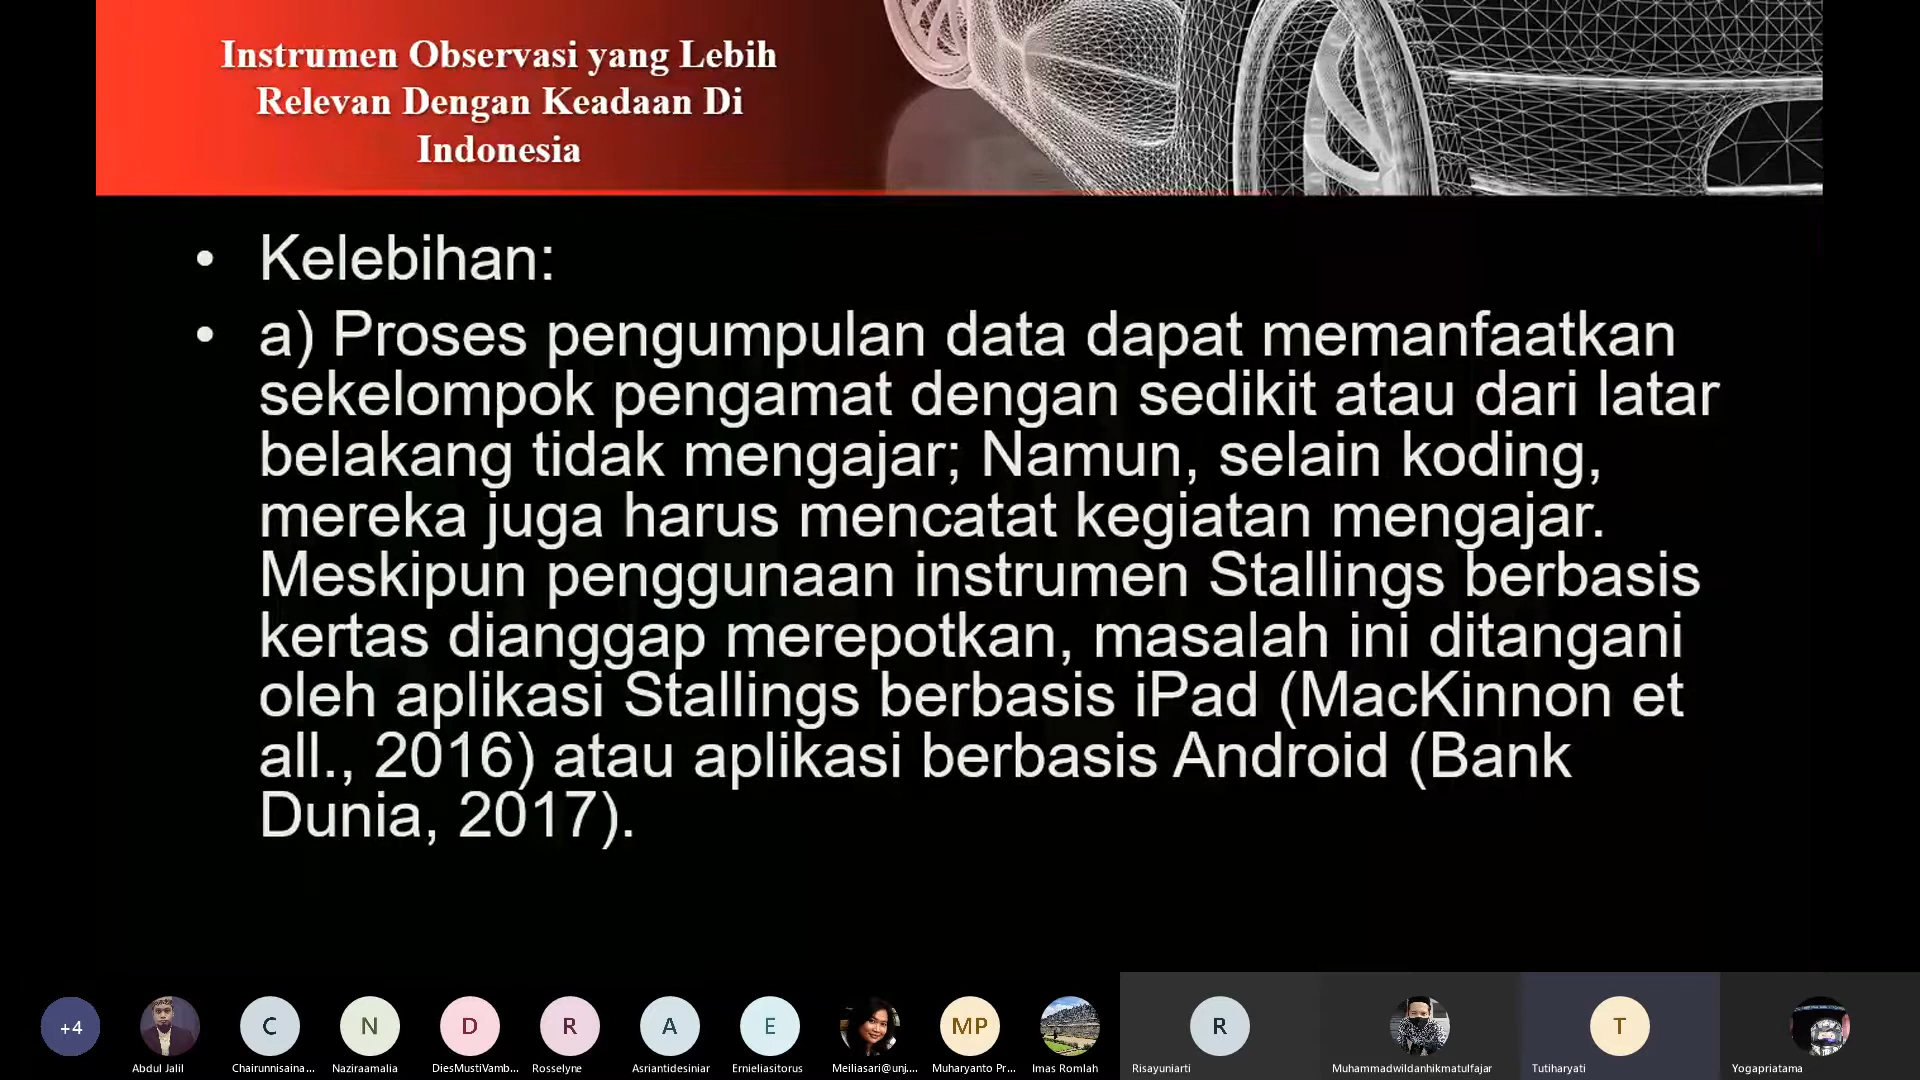 Instrumen Observasi yang Lebih
Relevan Dengan Keadaan Di
Indonesia
• Kelebihan:
• a) Proses pengumpulan data dapat memanfaatkan
sekelompok pengamat dengan sedikit atau dari latar
belakang tidak mengajar; Namun, selain koding,
mereka juga harus mencatat kegiatan mengajar.
Meskipun penggunaan instrumen Stallings berbasis
kertas dianggap merepotkan, masalah ini ditangani
oleh aplikasi Stallings berbasis iPad (MacKinnon et
all., 2016) atau aplikasi berbasis Android (Bank
Dunia, 2017).
+4
C
N
D
R
A
E
MP
R
T
Abdul Jalil
Chairunnisaina...
Naziraamalia
DiesMustiVamb...
Rosselyne
Asriantidesiniar
Ernieliasitorus
Meiliasari@unj....
Muharyanto Pr...
Imas Romlah
Risayuniarti
Muhammadwildanhikmatulfajar
Tutiharyati
Yogapriatama